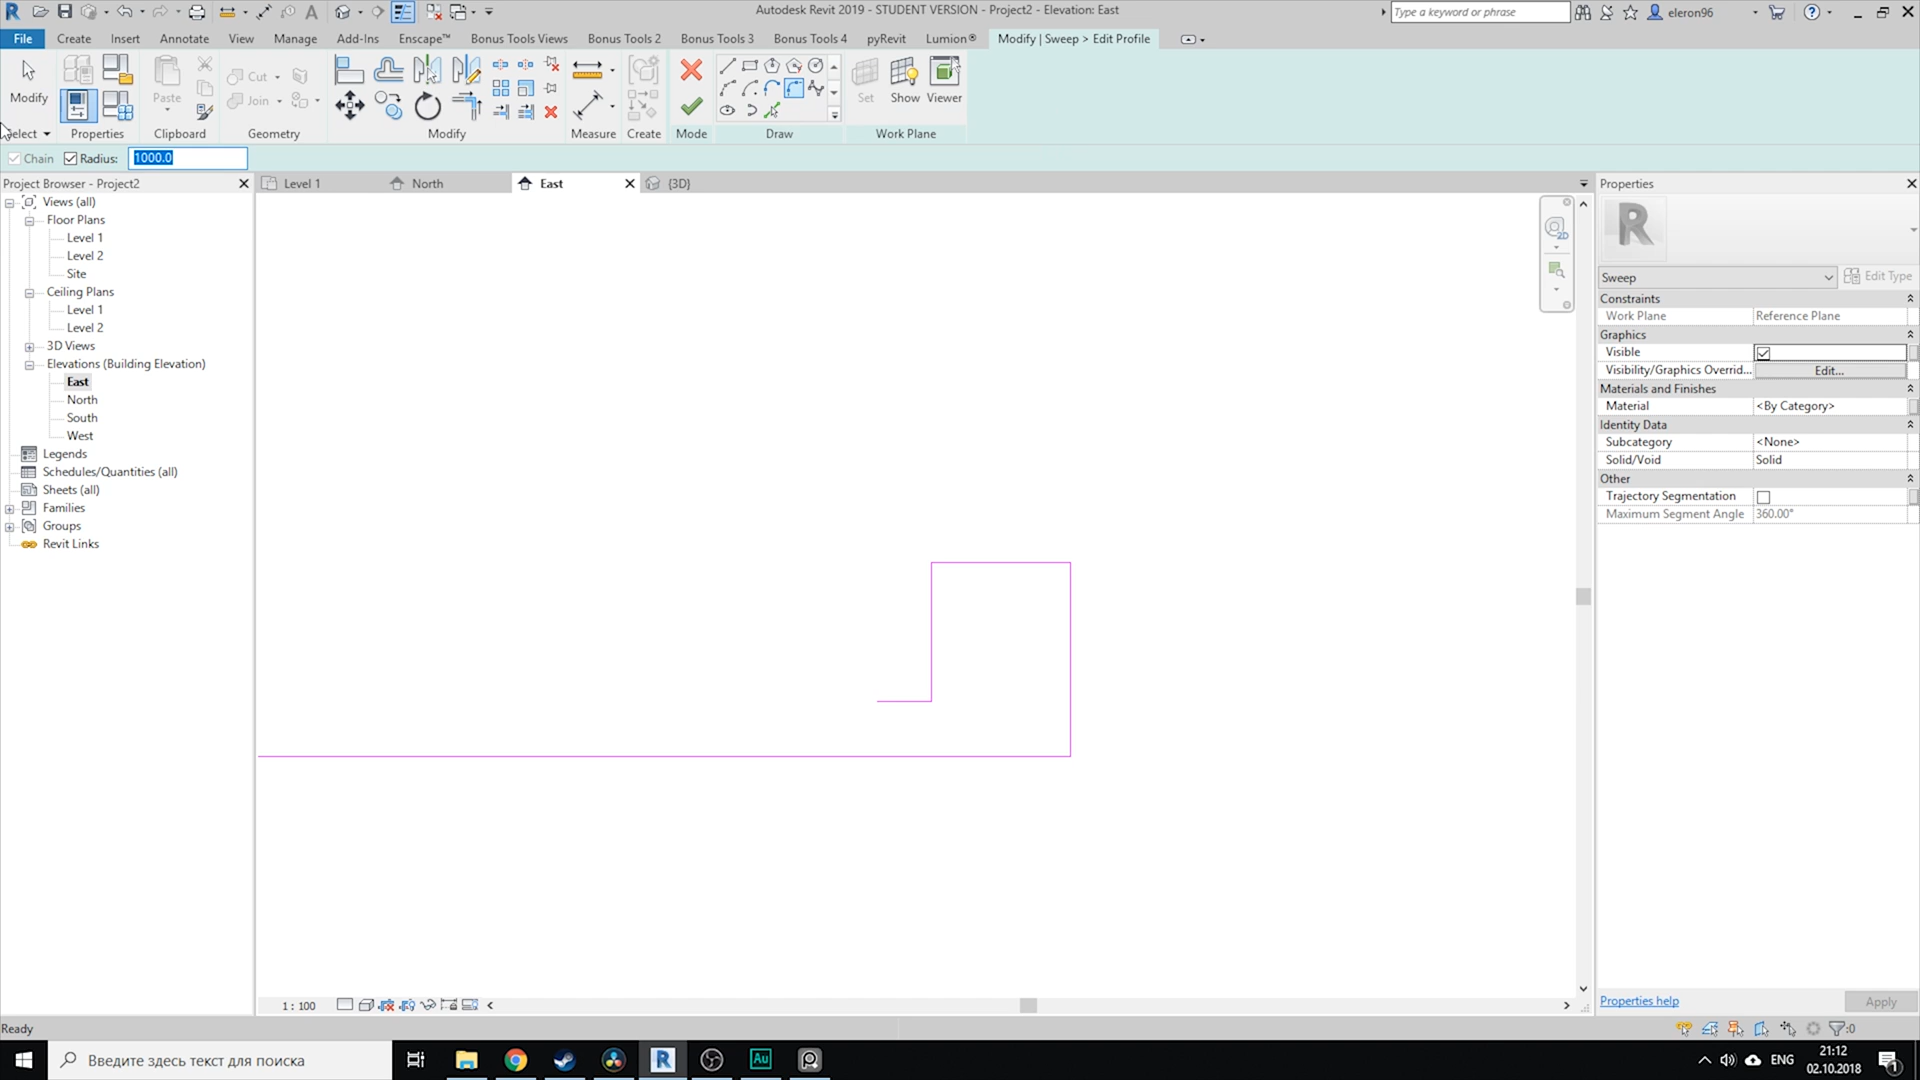 Autodesk Revit 2019 - STUDENT VERSION - Project2 - Elevation: East
Type a keyword or phrase
eleron96
File
Create
Insert
Annotate
View
Manage
Add-Ins
Enscape™
Bonus Tools Views
Bonus Tools 2
Bonus Tools 3
Bonus Tools 4
pyRevit
Lumion®
Modify | Sweep > Edit Profile
Modify
Paste
Cut
Join
Set
Show
Viewer
elect
Properties
Clipboard
Geometry
Modify
Measure
Create
Mode
Draw
Work Plane
Chain
Radius:
1000.0
Project Browser - Project2
Level 1
North
East
{3D}
Properties
Views (all)
Floor Plans
Level 1
Level 2
Site
Ceiling Plans
Level 1
Level 2
3D Views
Elevations (Building Elevation)
East
North
South
West
Legends
Schedules/Quantities (all)
Sheets (all)
Families
Groups
Revit Links
2D
R
Sweep
Edit Type
Constraints
Work Plane
Reference Plane
Graphics
Visible
Visibility/Graphics Overrid...
Edit...
Materials and Finishes
Material
<By Category>
Identity Data
Subcategory
<None>
Solid/Void
Solid
Other
Trajectory Segmentation
Maximum Segment Angle
360.00°
1 : 100
Properties help
Apply
Ready
:0
Введите здесь текст для поиска
R
Au
ENG
21:12
02.10.2018
1